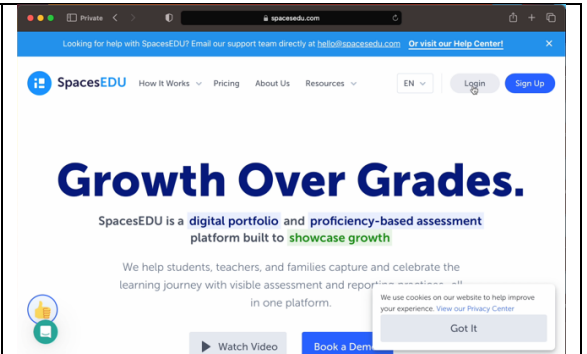 Private
spacesedu.com
Looking for help with SpacesEDU? Email our support team directly at hello@spacesedu.com Or visit our Help Center!
SpacesEDU How It Works Pricing About Us Resources EN Login Sign Up
Growth Over Grades.
SpacesEDU is a digital portfolio and proficiency-based assessment
platform built to showcase growth
We help students, teachers, and families capture and celebrate the
learning journey with visible assessment and reporting practices, all
in one platform.
We use cookies on our website to help improve
your experience. View our Privacy Center
Got It
Watch Video Book a Dem